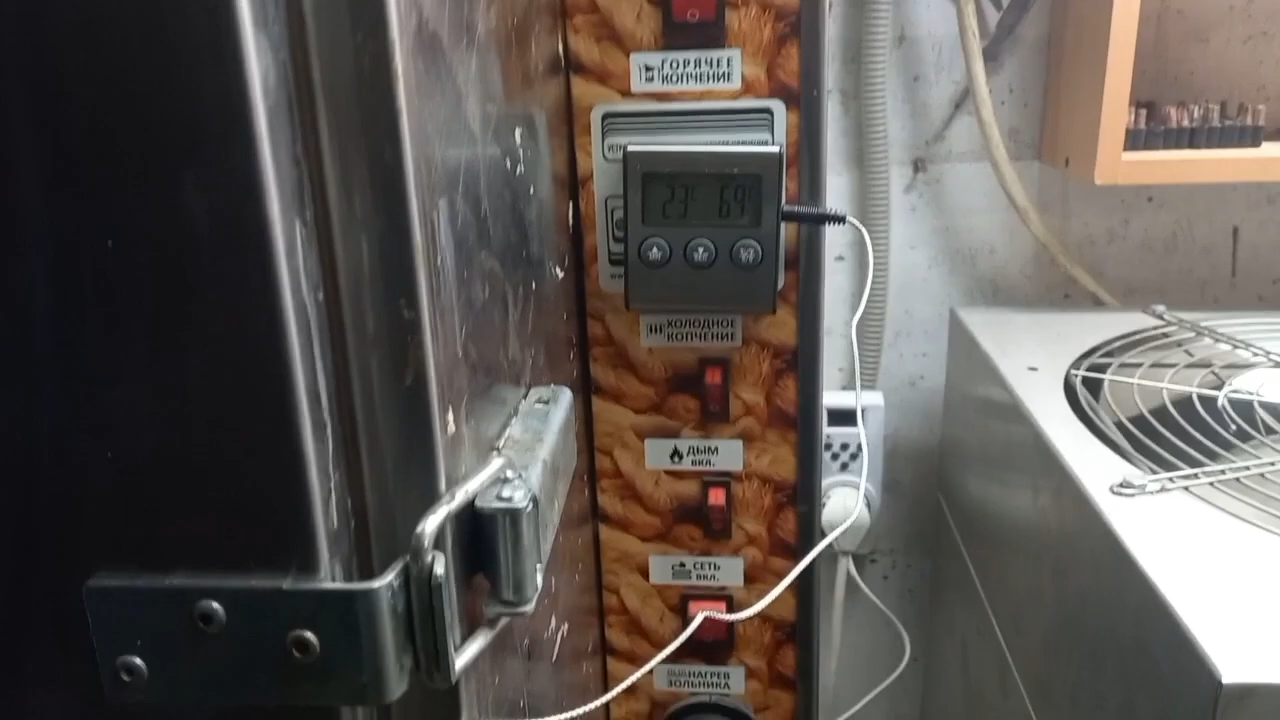 ГОРЯЧЕЕ
КОПЧЕНИЕ
23°C 69°
ХОЛОДНОЕ
КОПЧЕНИЕ
ДЫМ
ВКЛ.
СЕТЬ
ВКЛ.
НАГРЕВ
ЗОЛЬНИКА